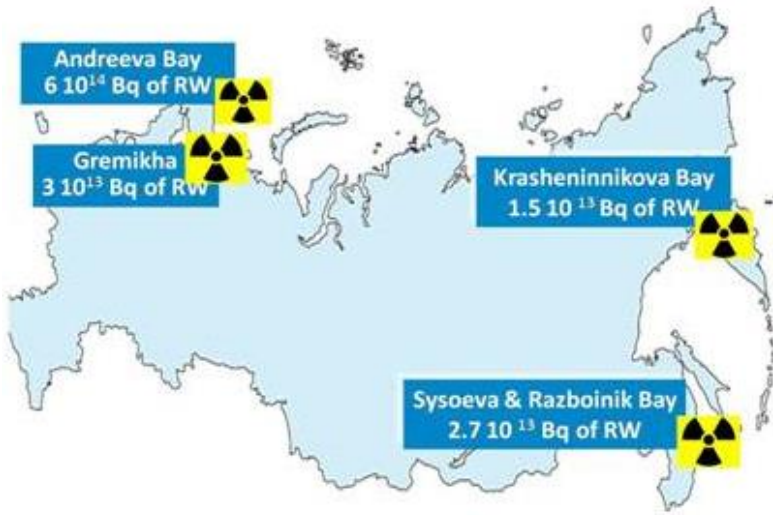 Andreeva Bay
6 10¹⁴ Bq of RW
Gremikha
3 10¹³ Bq of RW
Krasheninnikova Bay
1.5 10 ¹³ Bq of RW
Sysoeva & Razboinik Bay
2.7 10 ¹³ Bq of RW